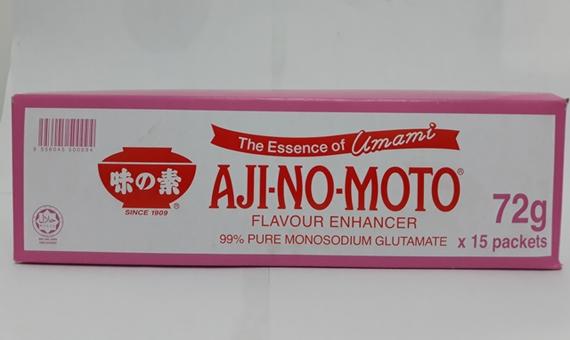 The Essence of Umami
味の素
SINCE 1909
AJI-NO-MOTO®
FLAVOUR ENHANCER
99% PURE MONOSODIUM GLUTAMATE
72g
x 15 packets
حلال